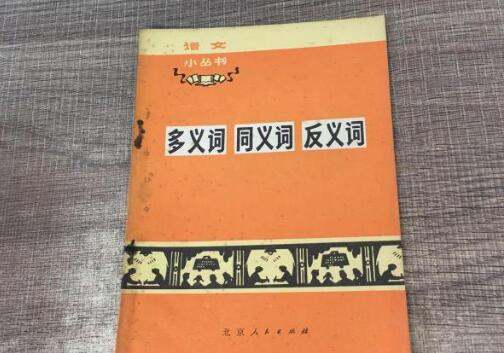 语文
小丛书
多义词 同义词 反义词
北京人民出版社